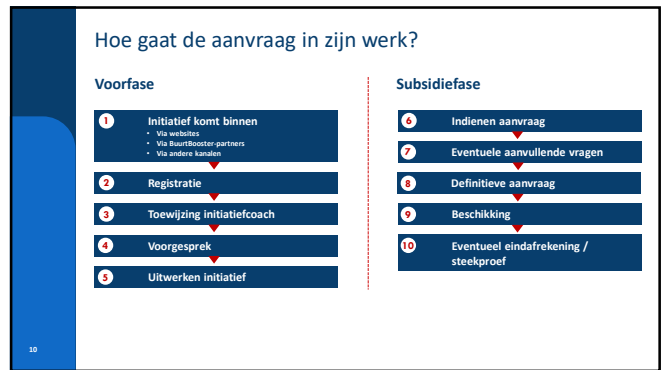 Hoe gaat de aanvraag in zijn werk?
Voorfase
1 Initiatief komt binnen
• Via websites
• Via BuurtBooster-partners
• Via andere kanalen
2 Registratie
3 Toewijzing initiatiefcoach
4 Voorgesprek
5 Uitwerken initiatief
Subsidiefase
6 Indienen aanvraag
7 Eventuele aanvullende vragen
8 Definitieve aanvraag
9 Beschikking
10 Eventueel eindafrekening /
steekproef
10